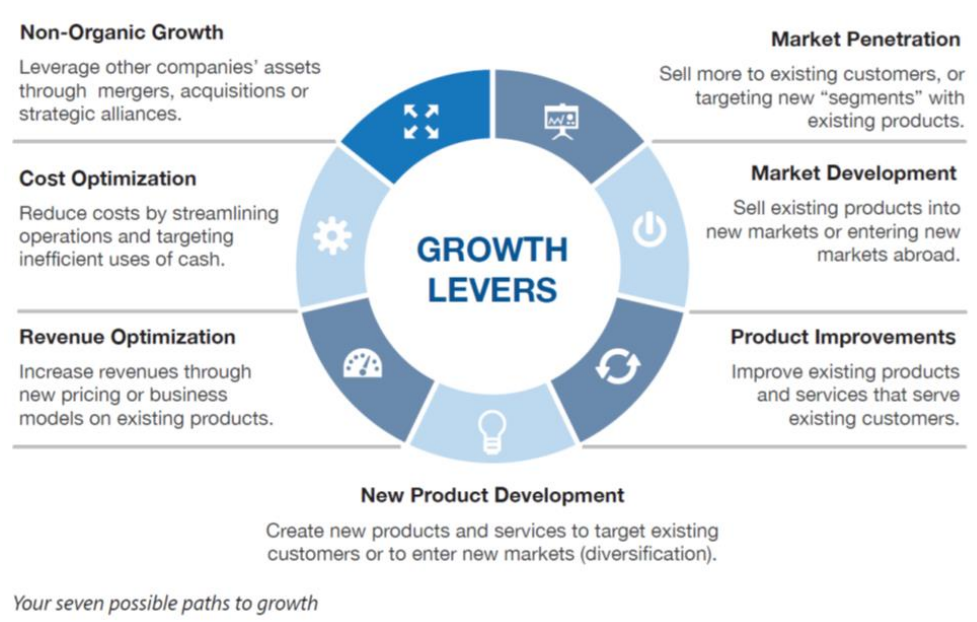 Non-Organic Growth
Leverage other companies’ assets
through mergers, acquisitions or
strategic alliances.
Market Penetration
Sell more to existing customers, or
targeting new “segments” with
existing products.
Cost Optimization
Reduce costs by streamlining
operations and targeting
inefficient uses of cash.
GROWTH
LEVERS
Market Development
Sell existing products into
new markets or entering new
markets abroad.
Revenue Optimization
Increase revenues through
new pricing or business
models on existing products.
Product Improvements
Improve existing products
and services that serve
existing customers.
New Product Development
Create new products and services to target existing
customers or to enter new markets (diversification).
Your seven possible paths to growth